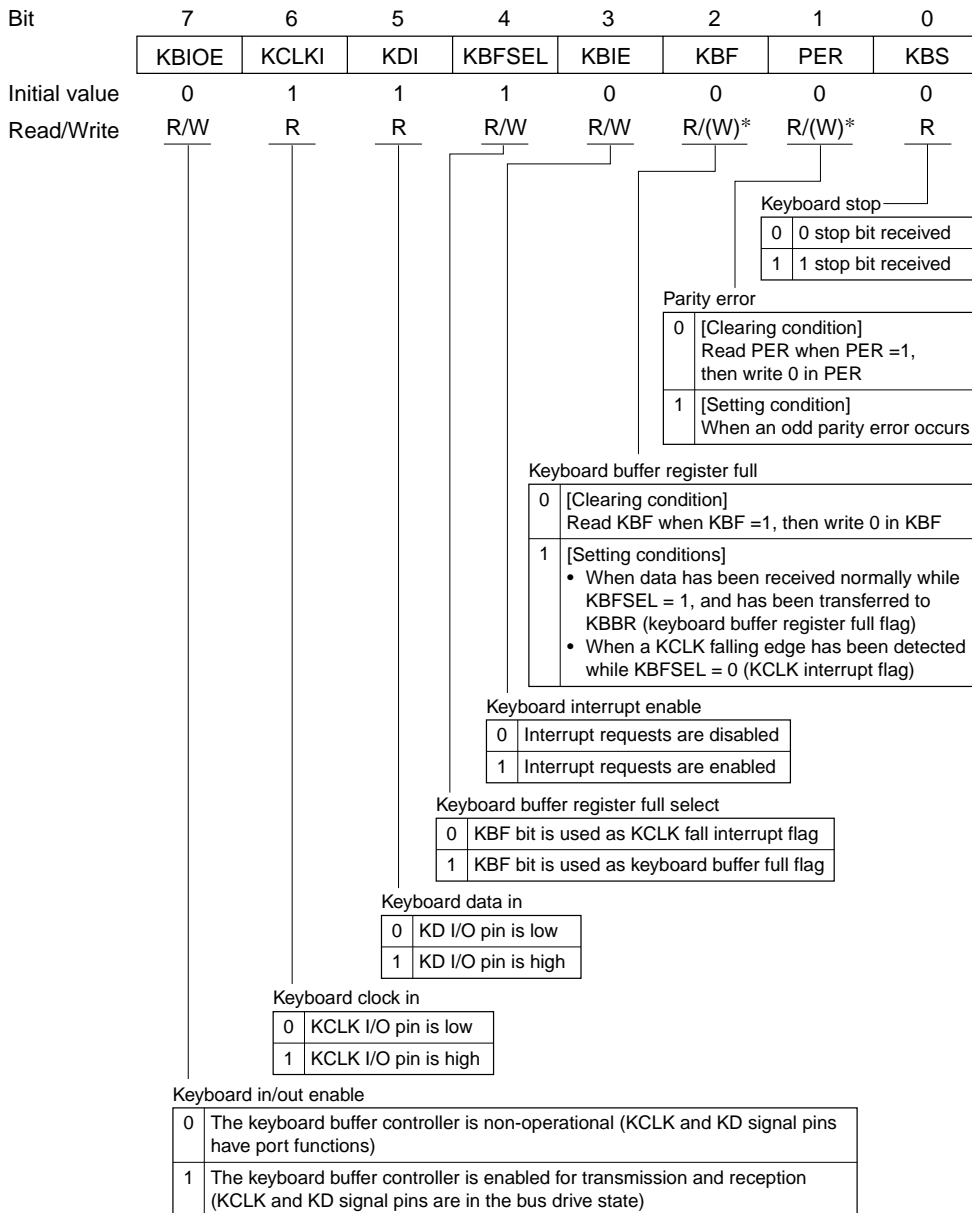 Bit 7 6 5 4 3 2 1 0
KBIOE KCLKI KDI KBFSEL KBIE KBF PER KBS
Initial value 0 1 1 1 0 0 0 0
Read/Write R/W R R R/W R/W R/(W)* R/(W)* R
Keyboard stop
0 0 stop bit received
1 1 stop bit received
Parity error
0 [Clearing condition]
Read PER when PER =1,
then write 0 in PER
1 [Setting condition]
When an odd parity error occurs
Keyboard buffer register full
0 [Clearing condition]
Read KBF when KBF =1, then write 0 in KBF
1 [Setting conditions]
• When data has been received normally while
KBFSEL = 1, and has been transferred to
KBBR (keyboard buffer register full flag)
• When a KCLK falling edge has been detected
while KBFSEL = 0 (KCLK interrupt flag)
Keyboard interrupt enable
0 Interrupt requests are disabled
1 Interrupt requests are enabled
Keyboard buffer register full select
0 KBF bit is used as KCLK fall interrupt flag
1 KBF bit is used as keyboard buffer full flag
Keyboard data in
0 KD I/O pin is low
1 KD I/O pin is high
Keyboard clock in
0 KCLK I/O pin is low
1 KCLK I/O pin is high
Keyboard in/out enable
0 The keyboard buffer controller is non-operational (KCLK and KD signal pins
have port functions)
1 The keyboard buffer controller is enabled for transmission and reception
(KCLK and KD signal pins are in the bus drive state)